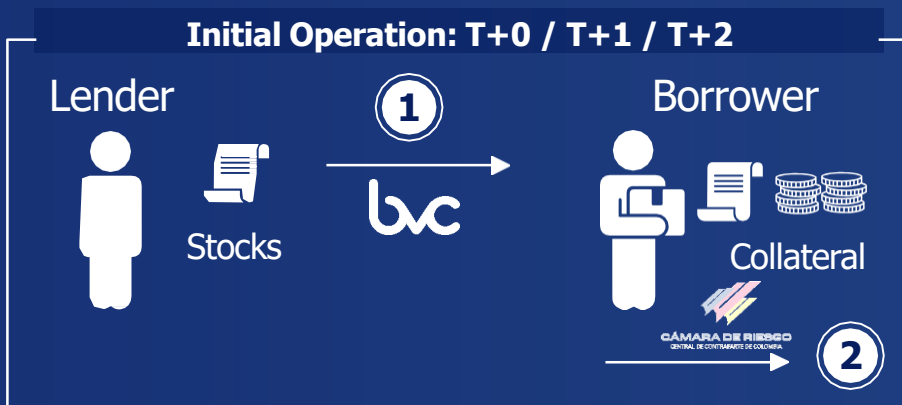 Initial Operation: T+0 / T+1 / T+2
Lender
1
Borrower
bvc
Stocks
Collateral
CÁMARA DE RIESGO
CENTRAL DE CONTRAPARTE DE COLOMBIA
2